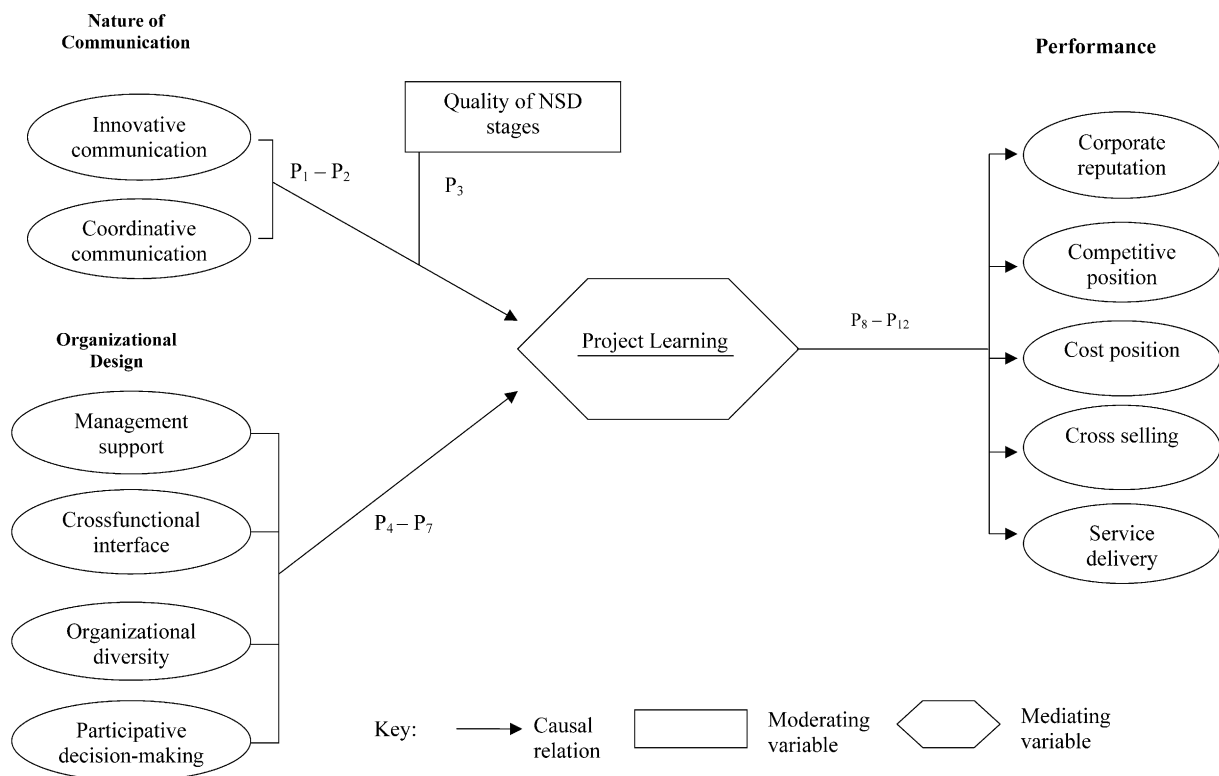 Nature of
Communication
Innovative
communication
Coordinative
communication
P₁ – P₂
Quality of NSD
stages
P₃
Organizational
Design
Management
support
Crossfunctional
interface
Organizational
diversity
Participative
decision-making
P₄ – P₇
Project Learning
P₈ – P₁₂
Performance
Corporate
reputation
Competitive
position
Cost position
Cross selling
Service
delivery
Key:
Causal
relation
Moderating
variable
Mediating
variable